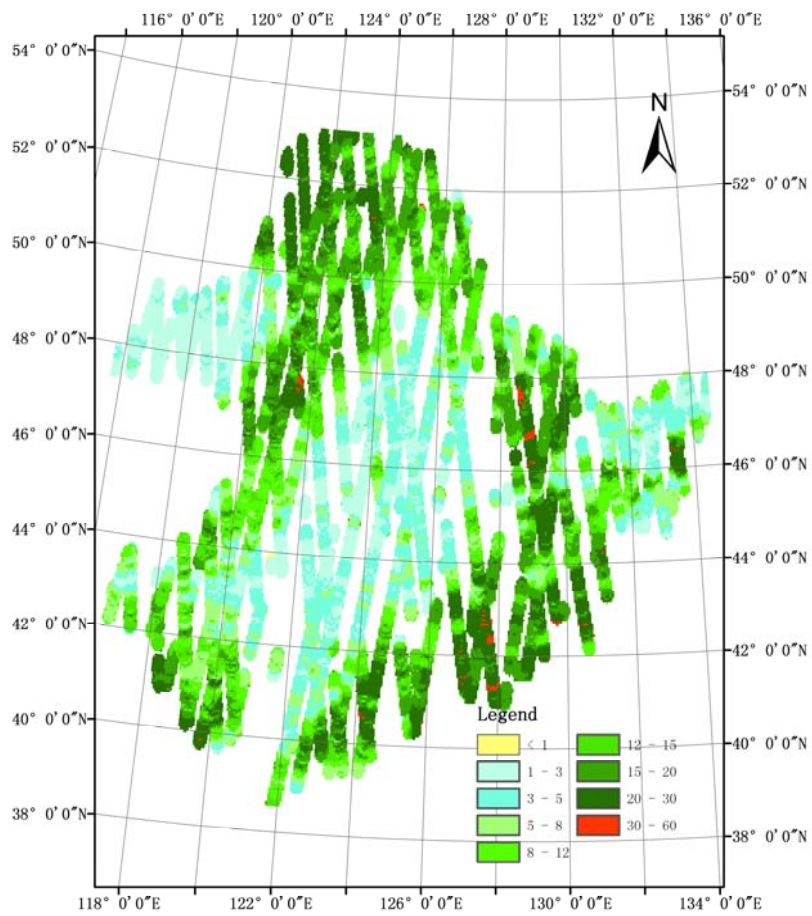 116° 0′0″E 120° 0′0″E 124° 0′0″E 128° 0′0″E 132° 0′0″E 136° 0′0″E
54° 0′0″N
54° 0′0″N
N
52° 0′0″N
52° 0′0″N
50° 0′0″N
50° 0′0″N
48° 0′0″N
48° 0′0″N
46° 0′0″N
46° 0′0″N
44° 0′0″N
44° 0′0″N
42° 0′0″N
42° 0′0″N
40° 0′0″N
40° 0′0″N
38° 0′0″N
38° 0′0″N
Legend
< 1
1 - 3
3 - 5
5 - 8
8 - 12
12 - 15
15 - 20
20 - 30
30 - 60
118° 0′0″E 122° 0′0″E 126° 0′0″E 130° 0′0″E 134° 0′0″E